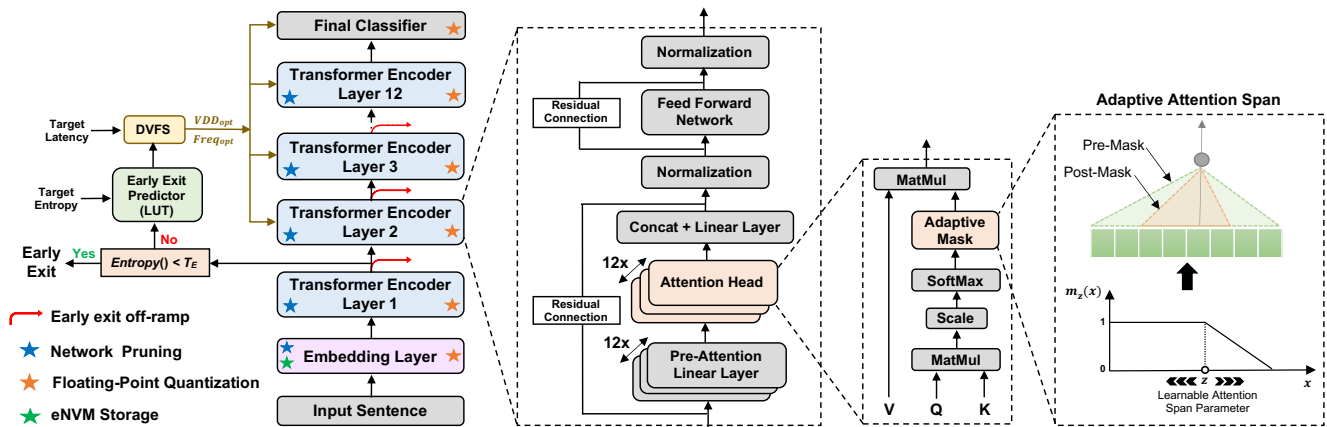 Final Classifier
Transformer Encoder
Layer 12
Transformer Encoder
Layer 3
Transformer Encoder
Layer 2
Transformer Encoder
Layer 1
Embedding Layer
Input Sentence
Target
Latency
DVFS
VDD_opt
Freq_opt
Target
Entropy
Early Exit
Predictor
(LUT)
No
Yes
Early
Exit
Entropy() < T_E
Early exit off-ramp
Network Pruning
Floating-Point Quantization
eNVM Storage
Normalization
Residual
Connection
Feed Forward
Network
Normalization
Concat + Linear Layer
12x
Attention Head
Residual
Connection
12x
Pre-Attention
Linear Layer
MatMul
Adaptive
Mask
SoftMax
Scale
MatMul
V
Q
K
Adaptive Attention Span
Pre-Mask
Post-Mask
m_z(x)
1
0
z
x
Learnable Attention
Span Parameter